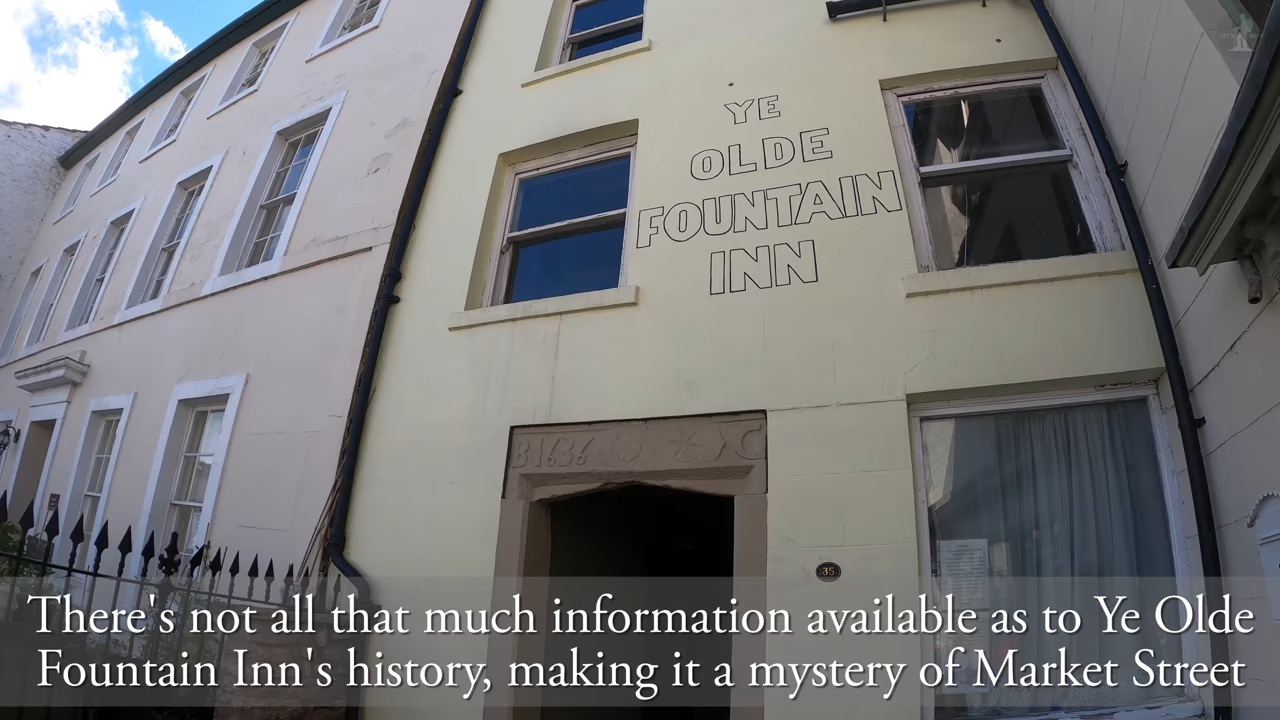 YE
OLDE
FOUNTAIN
INN
B1636
35
There's not all that much information available as to Ye Olde
Fountain Inn's history, making it a mystery of Market Street